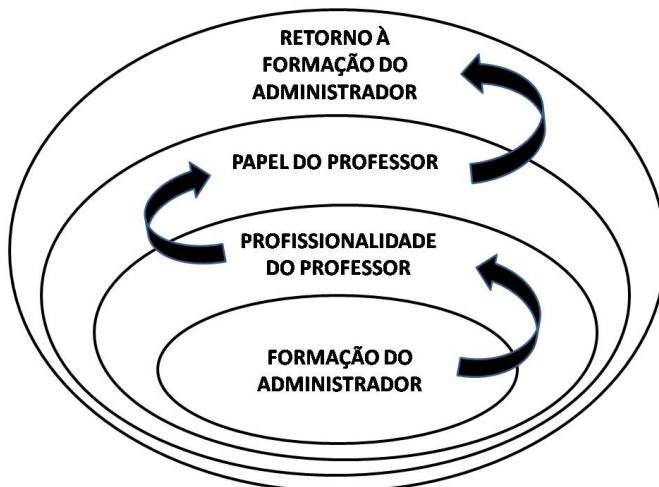 RETORNO À
FORMAÇÃO DO
ADMINISTRADOR
PAPEL DO PROFESSOR
PROFISSIONALIDADE
DO PROFESSOR
FORMAÇÃO DO
ADMINISTRADOR